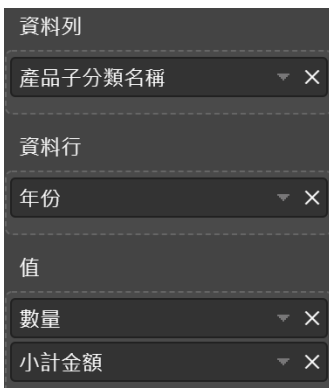 資料列
產品子分類名稱
資料行
年份
值
數量
小計金額